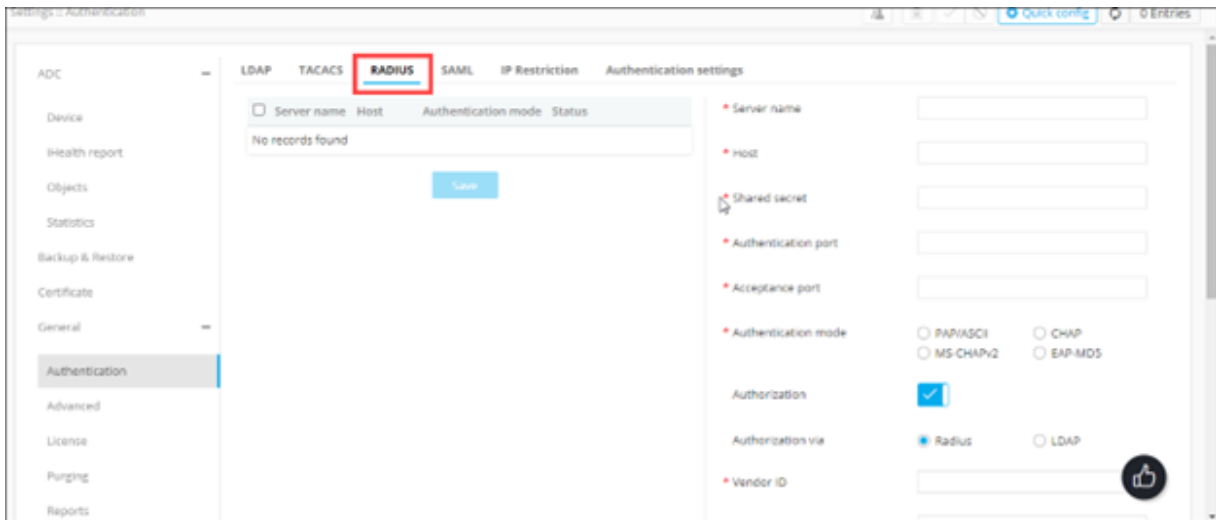 Settings :: Authentication
Quick config
0 Entries
ADC
Device
iHealth report
Objects
Statistics
Backup & Restore
Certificate
General
Authentication
Advanced
License
Purging
Reports
LDAP TACACS RADIUS SAML IP Restriction Authentication settings
Server name Host Authentication mode Status
No records found
Save
* Server name
* Host
* Shared secret
* Authentication port
* Acceptance port
* Authentication mode
PAP/ASCII CHAP
MS-CHAPv2 EAP-MD5
Authorization
Authorization via
Radius LDAP
* Vendor ID